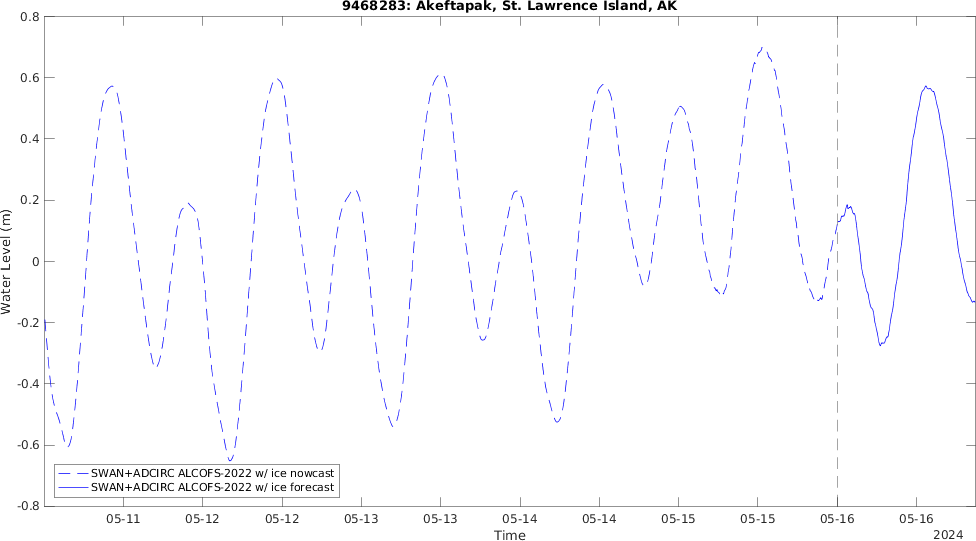 9468283: Akeftapak, St. Lawrence Island, AK
0.8
0.6
0.4
0.2
0
-0.2
-0.4
-0.6
-0.8
Water Level (m)
SWAN+ADCIRC ALCOFS-2022 w/ ice nowcast
SWAN+ADCIRC ALCOFS-2022 w/ ice forecast
05-11 05-12 05-12 05-13 05-13 05-14 05-14 05-15 05-15 05-16 05-16
Time
2024